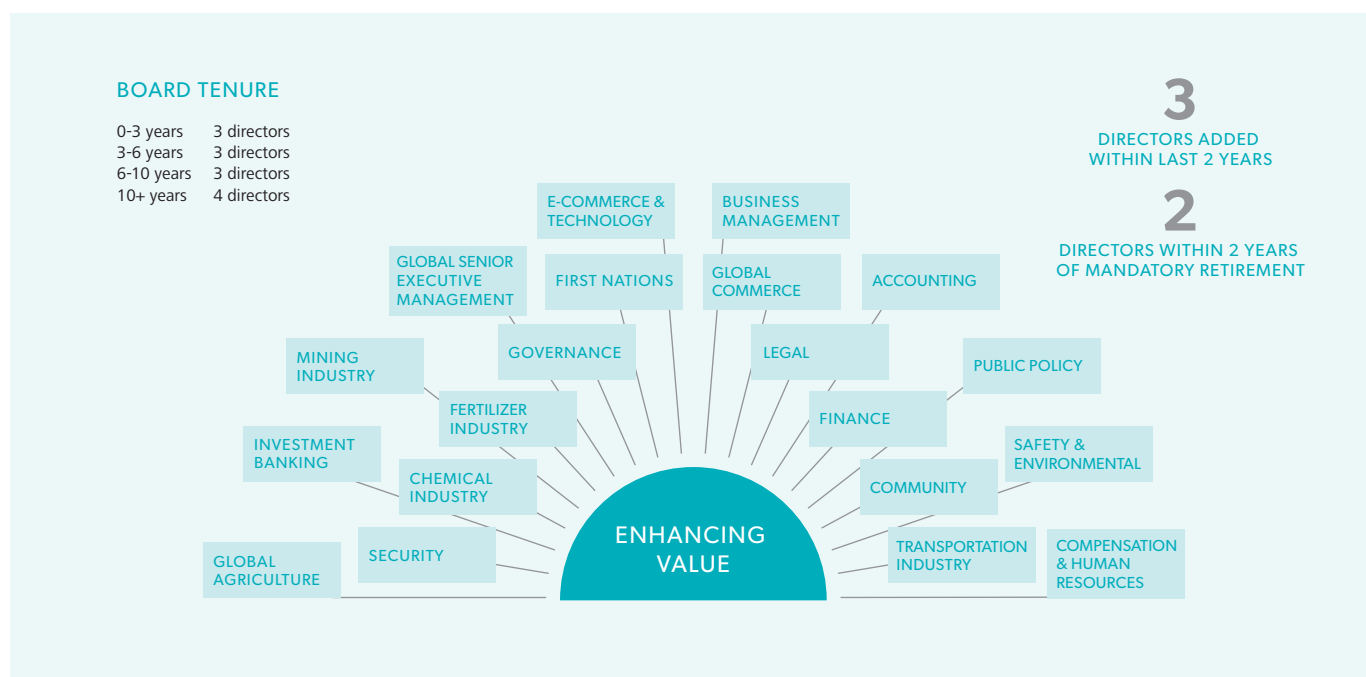 BOARD TENURE
0-3 years 3 directors
3-6 years 3 directors
6-10 years 3 directors
10+ years 4 directors
3
DIRECTORS ADDED
WITHIN LAST 2 YEARS
2
DIRECTORS WITHIN 2 YEARS
OF MANDATORY RETIREMENT
E-COMMERCE &
TECHNOLOGY
BUSINESS
MANAGEMENT
GLOBAL SENIOR
EXECUTIVE
MANAGEMENT
FIRST NATIONS
GLOBAL
COMMERCE
ACCOUNTING
MINING
INDUSTRY
GOVERNANCE
LEGAL
PUBLIC POLICY
FERTILIZER
INDUSTRY
FINANCE
INVESTMENT
BANKING
SAFETY &
ENVIRONMENTAL
CHEMICAL
INDUSTRY
COMMUNITY
GLOBAL
AGRICULTURE
SECURITY
ENHANCING
VALUE
TRANSPORTATION
INDUSTRY
COMPENSATION
& HUMAN
RESOURCES